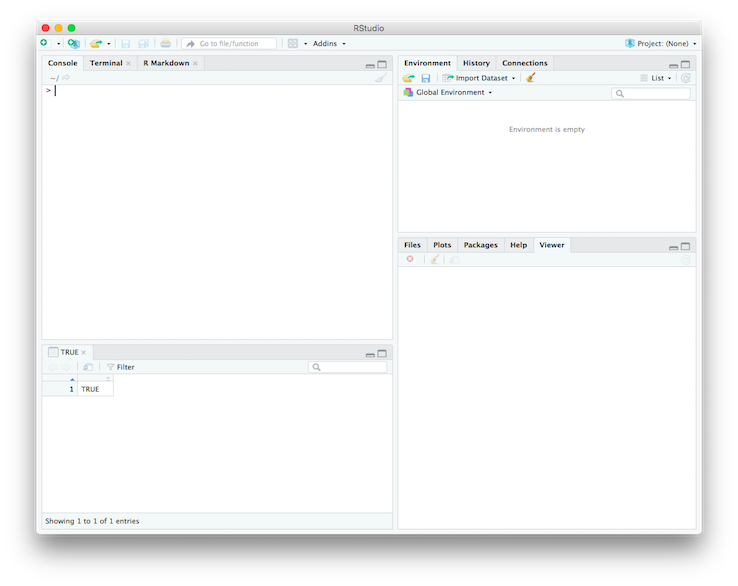 RStudio
Go to file/function
Addins
Project: (None)
Console Terminal R Markdown
~/
>
Environment History Connections
Import Dataset
List
Global Environment
Environment is empty
Files Plots Packages Help Viewer
TRUE
Filter
1 TRUE
Showing 1 to 1 of 1 entries